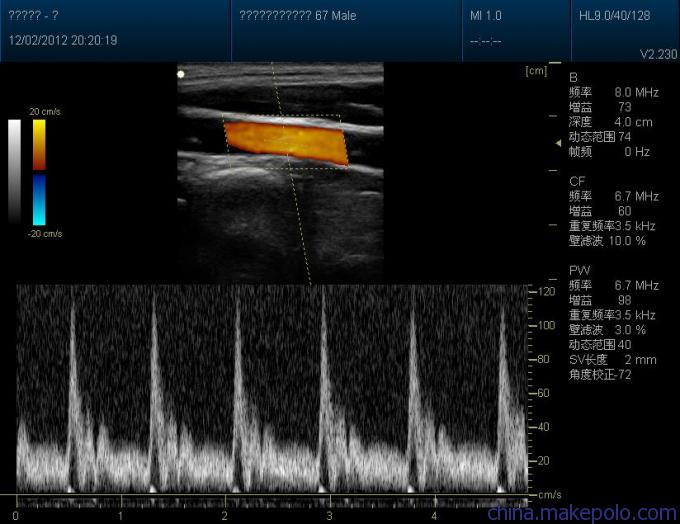 ????? - ?
??????????? 67 Male
MI 1.0
HL9.0/40/128
12/02/2012 20:20:19
--:--:--
V2.230
[cm]
B
频率 8.0 MHz
增益 73
深度 4.0 cm
动态范围 74
帧频 0 Hz
20 cm/s
-20 cm/s
CF
频率 6.7 MHz
增益 60
重复频率3.5 kHz
壁滤波 10.0 %
PW
频率 6.7 MHz
增益 98
重复频率3.5 kHz
壁滤波 3.0 %
动态范围 40
SV长度 2 mm
角度校正-72
120
100
80
60
40
20
cm/s
0 1 2 3 4
china.makepolo.com